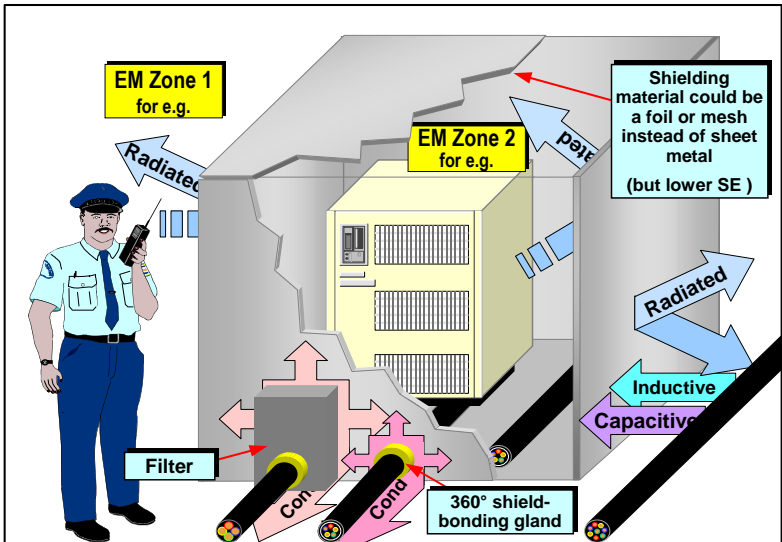 EM Zone 1
for e.g.
Radiated
EM Zone 2
for e.g.
Shielding
material could be
a foil or mesh
instead of sheet
metal
(but lower SE )
Radiated
Inductive
Capacitive
Filter
Cond
360° shield-
bonding gland